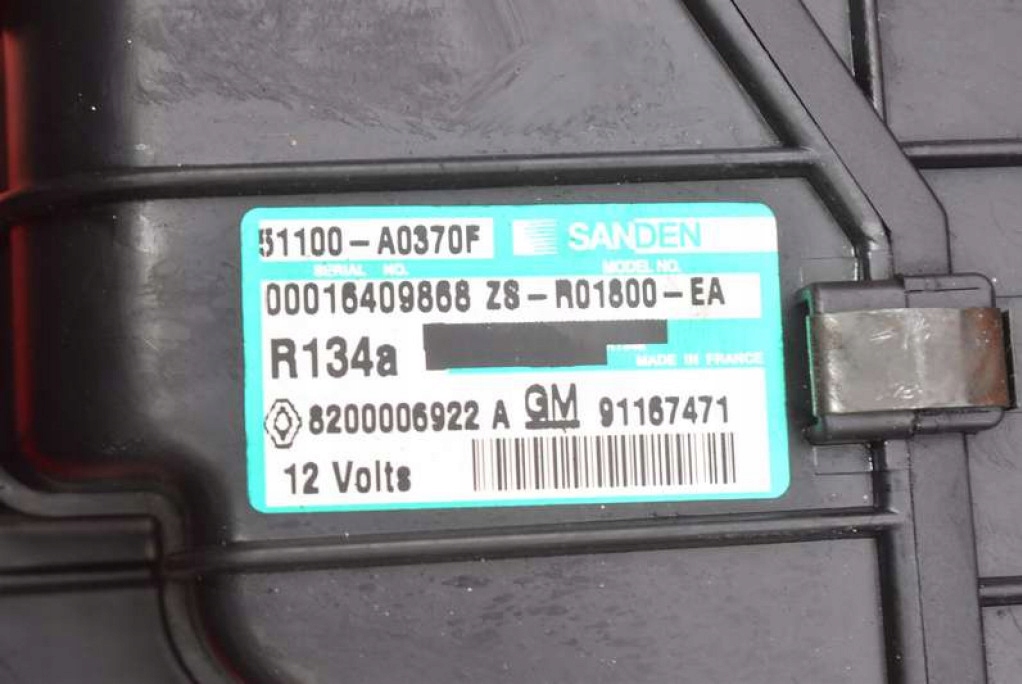 51100-A0370F SANDEN
SERIAL NO. MODEL NO.
00016409868 ZS-R01800-EA
R134a
MADE IN FRANCE
8200006922 A GM 91167471
12 Volts